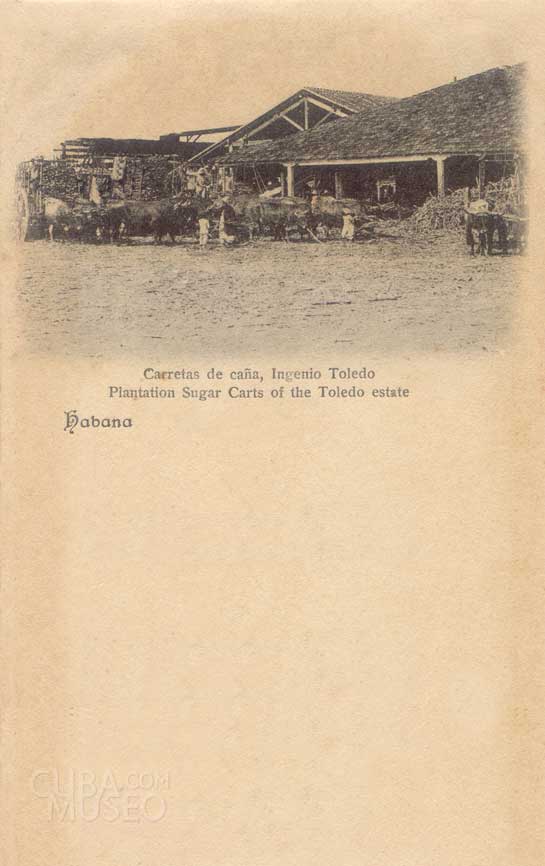 Carretas de caña, Ingenio Toledo
Plantation Sugar Carts of the Toledo estate
Habana
CUBA.COM
MUSEO